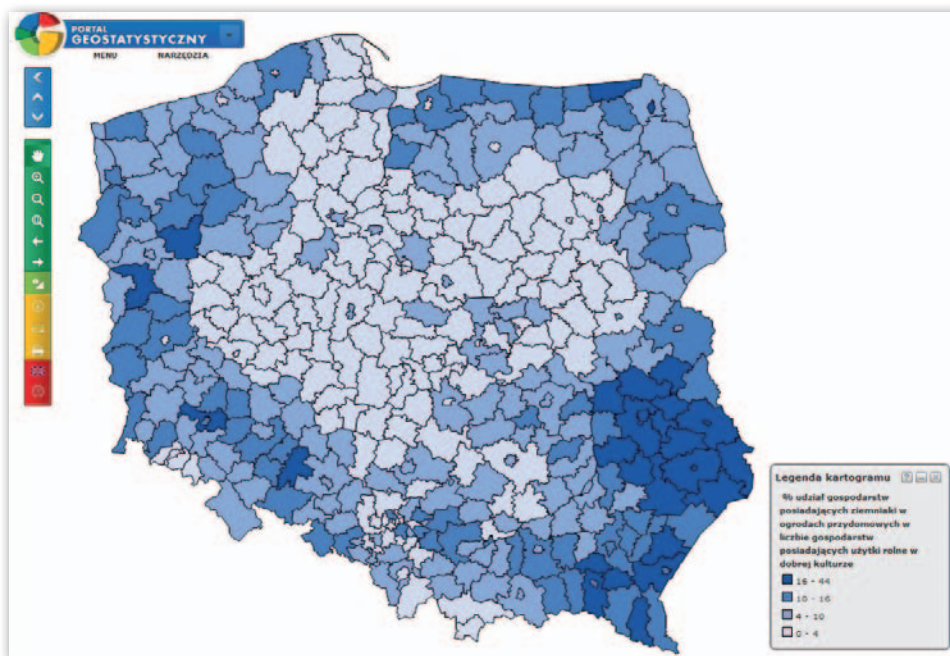 PORTAL
GEOSTATYSTYCZNY
MENU NARZĘDZIA
Legenda kartogramu
% udział gospodarstw
posiadających ziemniaki w
ogrodach przydomowych w
liczbie gospodarstw
posiadających użytki rolne w
dobrej kulturze
16 - 44
10 - 16
4 - 10
0 - 4